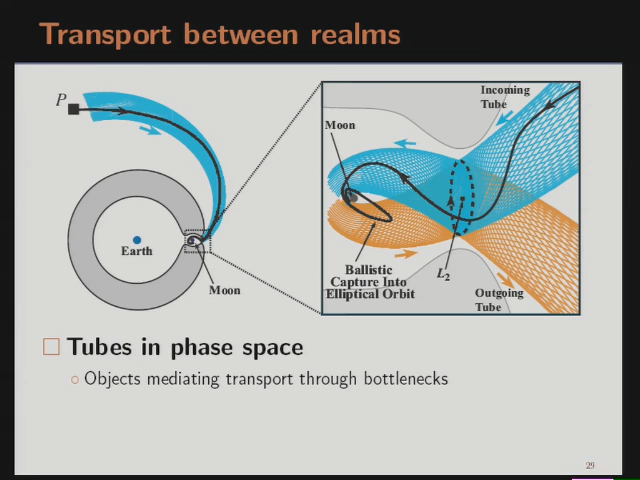 Transport between realms
P
Earth
Moon
Incoming
Tube
Moon
Ballistic
Capture Into
Elliptical Orbit
L2
Outgoing
Tube
Tubes in phase space
Objects mediating transport through bottlenecks
29